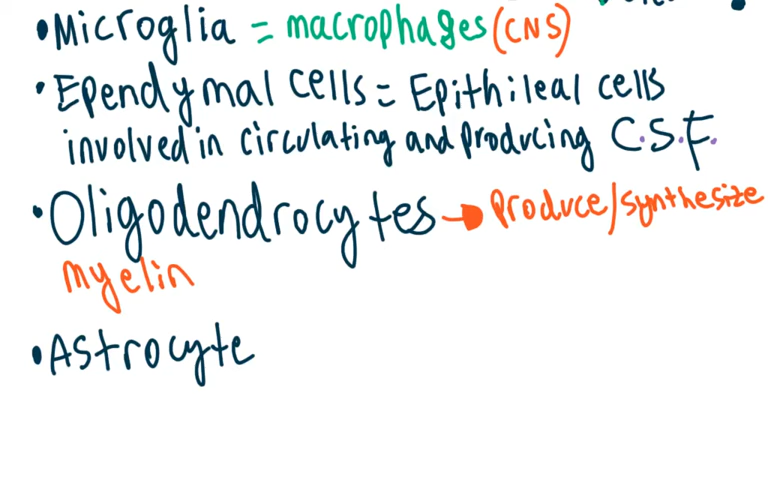 • Microglia = macrophages (CNS)
• Ependymal cells = Epithileal cells
involved in circulating and producing C.S.F.
• Oligodendrocytes → Produce/synthesize
myelin
• Astrocyte